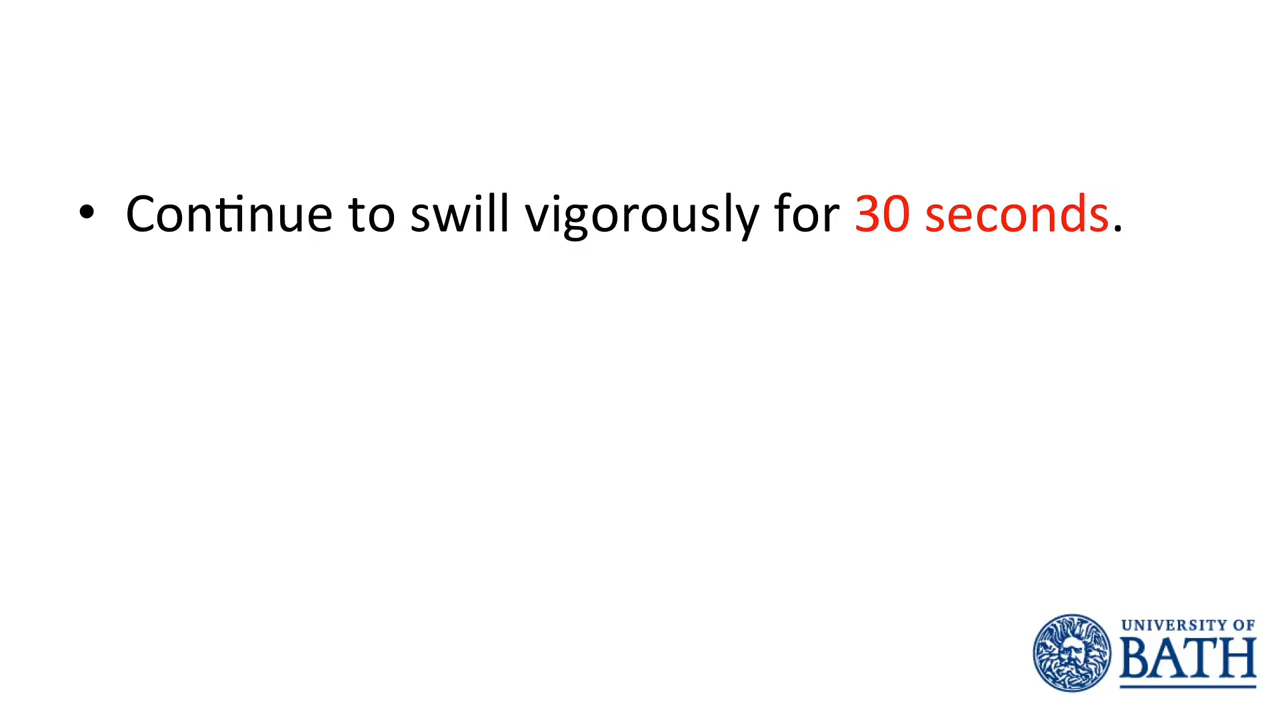 • Continue to swill vigorously for 30 seconds.
UNIVERSITY OF
BATH